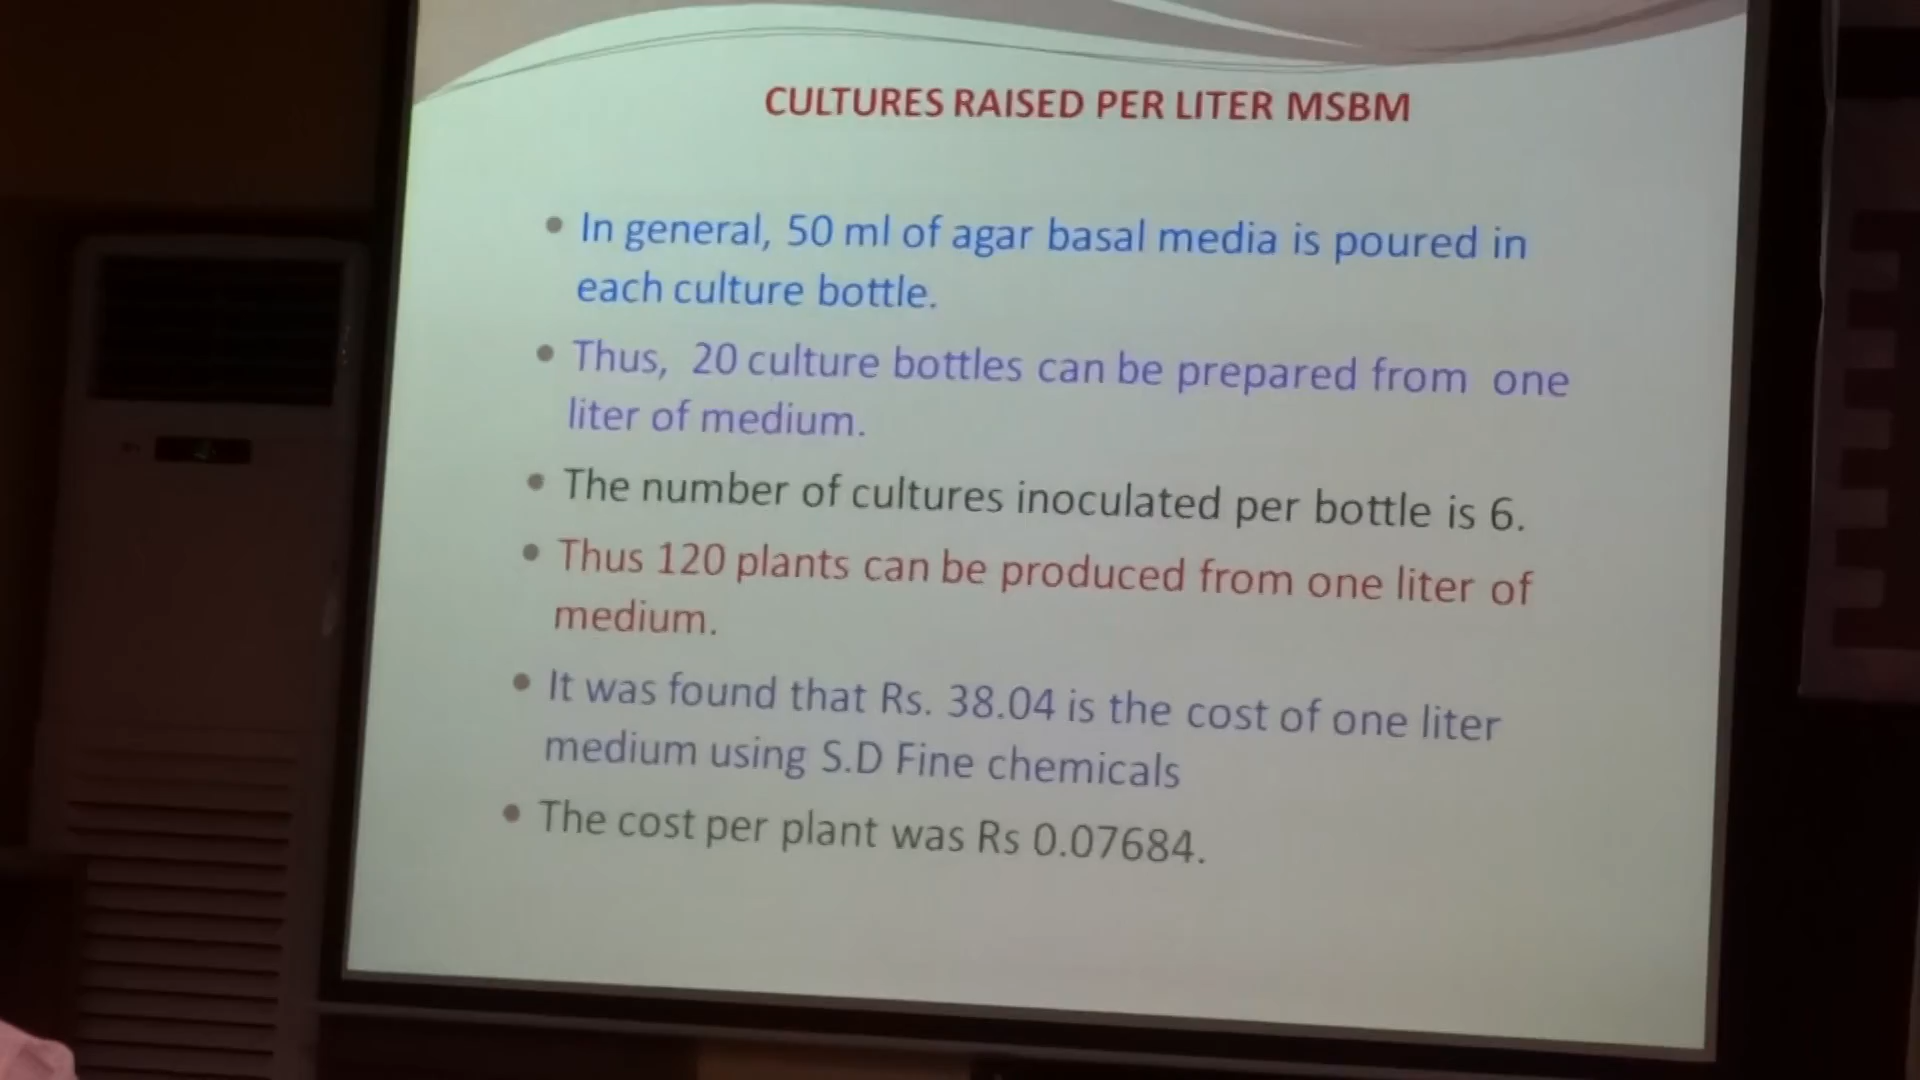 CULTURES RAISED PER LITER MSBM
• In general, 50 ml of agar basal media is poured in
each culture bottle.
• Thus, 20 culture bottles can be prepared from one
liter of medium.
• The number of cultures inoculated per bottle is 6.
• Thus 120 plants can be produced from one liter of
medium.
• It was found that Rs. 38.04 is the cost of one liter
medium using S.D Fine chemicals
• The cost per plant was Rs 0.07684.